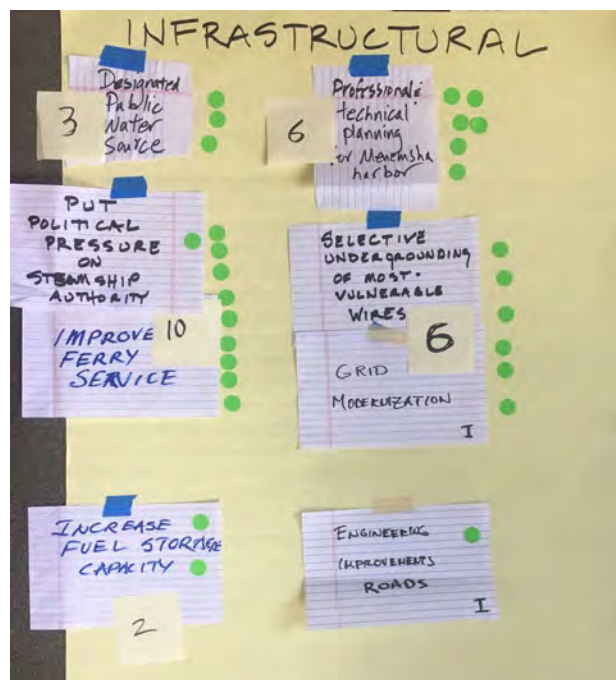 INFRASTRUCTURAL
Designated
Public
Water
Source
3
Professional
technical
planning
for Menemsha
harbor
6
PUT
POLITICAL
PRESSURE
ON
STEAMSHIP
AUTHORITY
IMPROVE
FERRY
SERVICE
10
SELECTIVE
UNDERGROUNDING
OF MOST-
VULNERABLE
WIRES
6
GRID
MODERNIZATION
I
INCREASE
FUEL STORAGE
CAPACITY
2
ENGINEERING
IMPROVEMENTS
ROADS
I